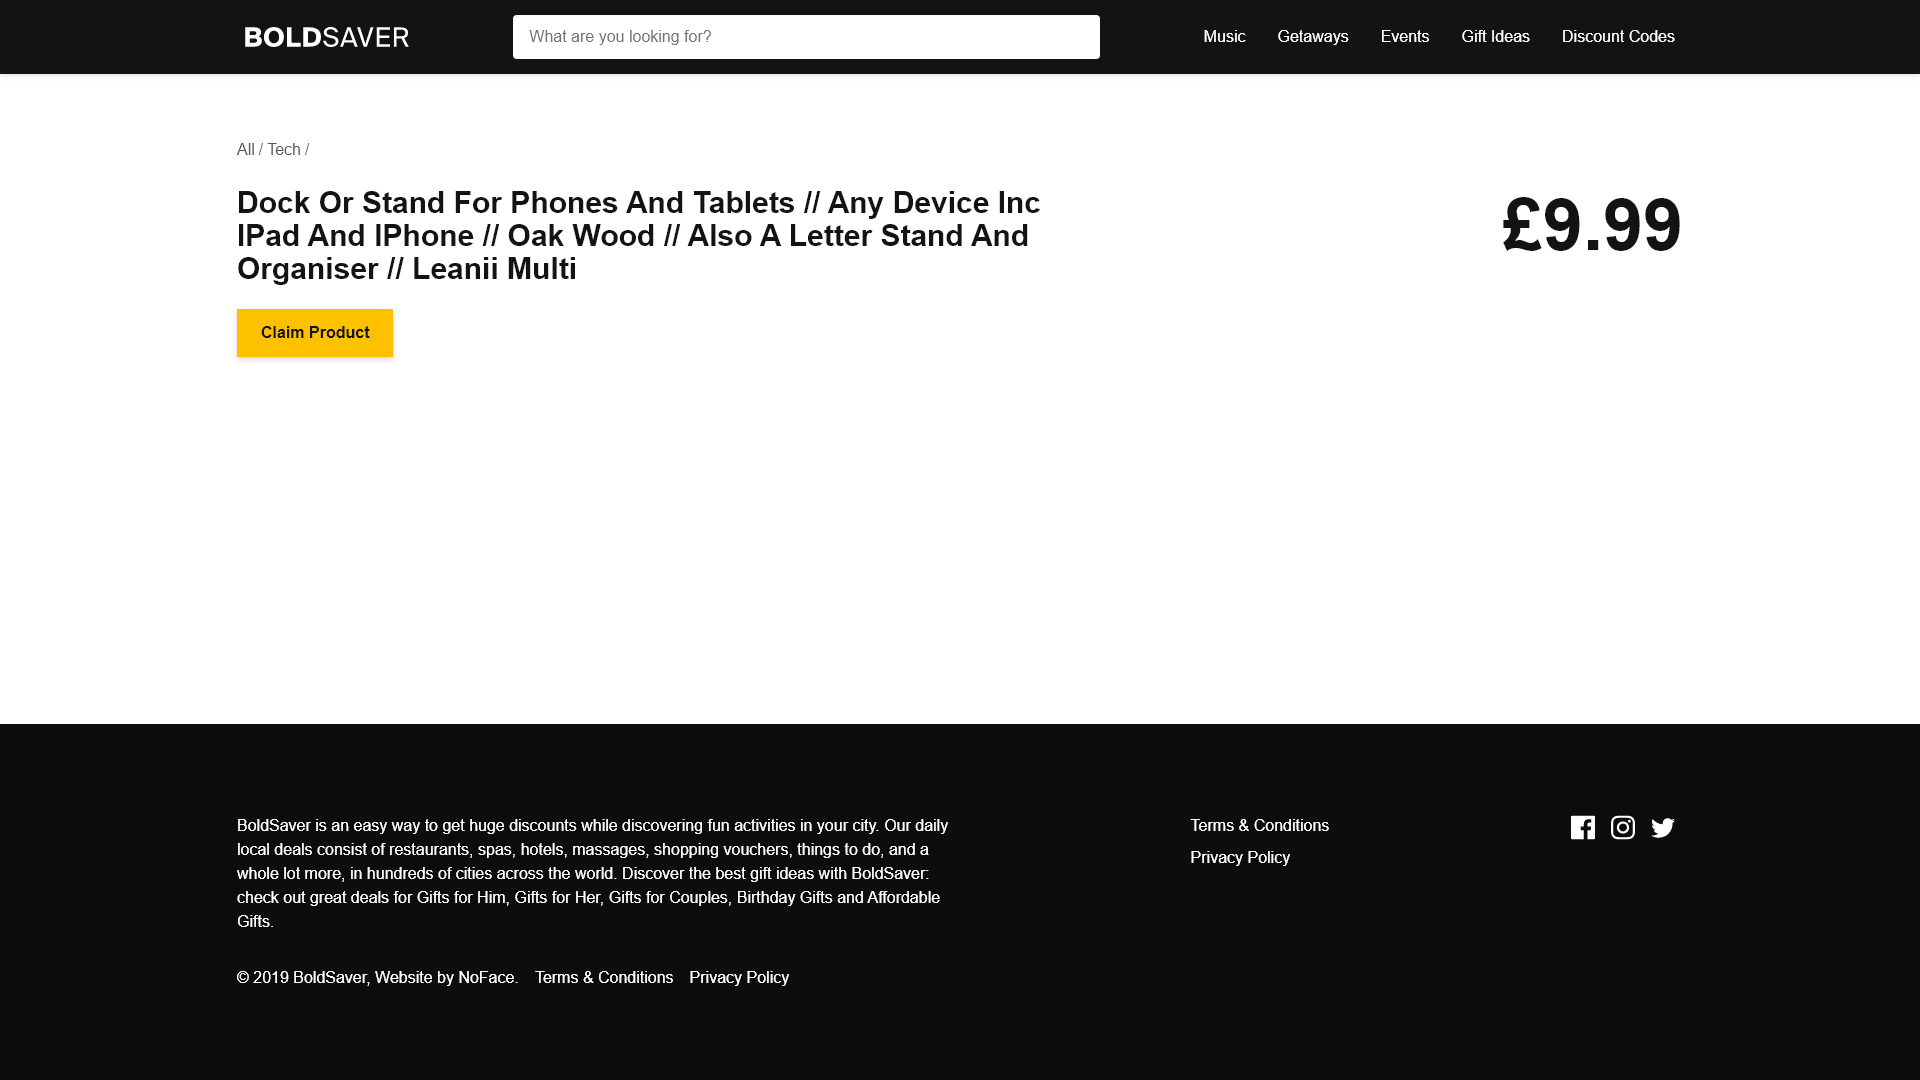 BOLDSAVER
What are you looking for?
Music
Getaways
Events
Gift Ideas
Discount Codes
All / Tech /
Dock Or Stand For Phones And Tablets // Any Device Inc
IPad And IPhone // Oak Wood // Also A Letter Stand And
Organiser // Leanii Multi
£9.99
Claim Product
BoldSaver is an easy way to get huge discounts while discovering fun activities in your city. Our daily
local deals consist of restaurants, spas, hotels, massages, shopping vouchers, things to do, and a
whole lot more, in hundreds of cities across the world. Discover the best gift ideas with BoldSaver:
check out great deals for Gifts for Him, Gifts for Her, Gifts for Couples, Birthday Gifts and Affordable
Gifts.
Terms & Conditions
Privacy Policy
© 2019 BoldSaver, Website by NoFace.
Terms & Conditions
Privacy Policy